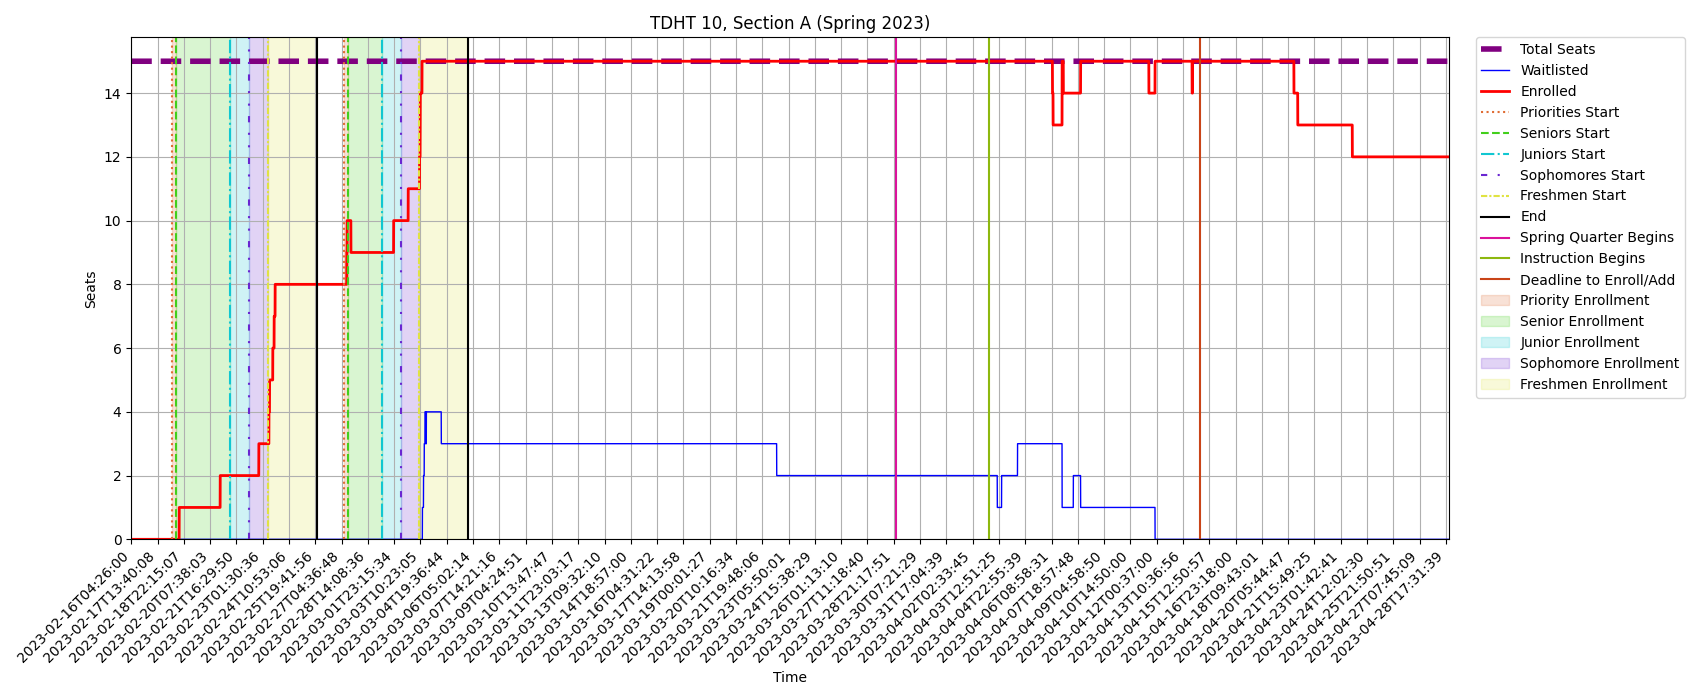 TDHT 10, Section A (Spring 2023)
Seats
14
12
10
8
6
4
2
0
2023-02-16T04:26:00
2023-02-17T13:40:08
2023-02-18T22:15:07
2023-02-20T07:38:03
2023-02-21T16:29:50
2023-02-23T01:30:36
2023-02-24T10:53:06
2023-02-25T19:41:56
2023-02-27T04:36:48
2023-02-28T14:08:36
2023-03-01T23:15:34
2023-03-03T10:23:05
2023-03-04T19:36:44
2023-03-06T05:02:14
2023-03-07T14:21:16
2023-03-09T04:24:51
2023-03-10T13:47:47
2023-03-11T23:03:17
2023-03-13T09:32:10
2023-03-14T18:57:00
2023-03-16T04:31:22
2023-03-17T14:13:58
2023-03-19T00:01:27
2023-03-20T10:16:34
2023-03-21T19:48:06
2023-03-23T05:50:01
2023-03-24T15:38:29
2023-03-26T01:13:10
2023-03-27T11:18:40
2023-03-28T21:17:51
2023-03-30T07:21:29
2023-03-31T17:04:39
2023-04-02T02:33:45
2023-04-03T12:51:25
2023-04-04T22:55:39
2023-04-06T08:58:31
2023-04-07T18:57:48
2023-04-09T04:58:50
2023-04-10T14:50:00
2023-04-12T00:37:00
2023-04-13T10:36:56
2023-04-15T12:50:57
2023-04-16T23:18:00
2023-04-18T09:43:01
2023-04-20T05:44:47
2023-04-21T15:49:25
2023-04-23T01:42:41
2023-04-24T12:02:30
2023-04-25T21:50:51
2023-04-27T07:45:09
2023-04-28T17:31:39
Time
Total Seats
Waitlisted
Enrolled
Priorities Start
Seniors Start
Juniors Start
Sophomores Start
Freshmen Start
End
Spring Quarter Begins
Instruction Begins
Deadline to Enroll/Add
Priority Enrollment
Senior Enrollment
Junior Enrollment
Sophomore Enrollment
Freshmen Enrollment